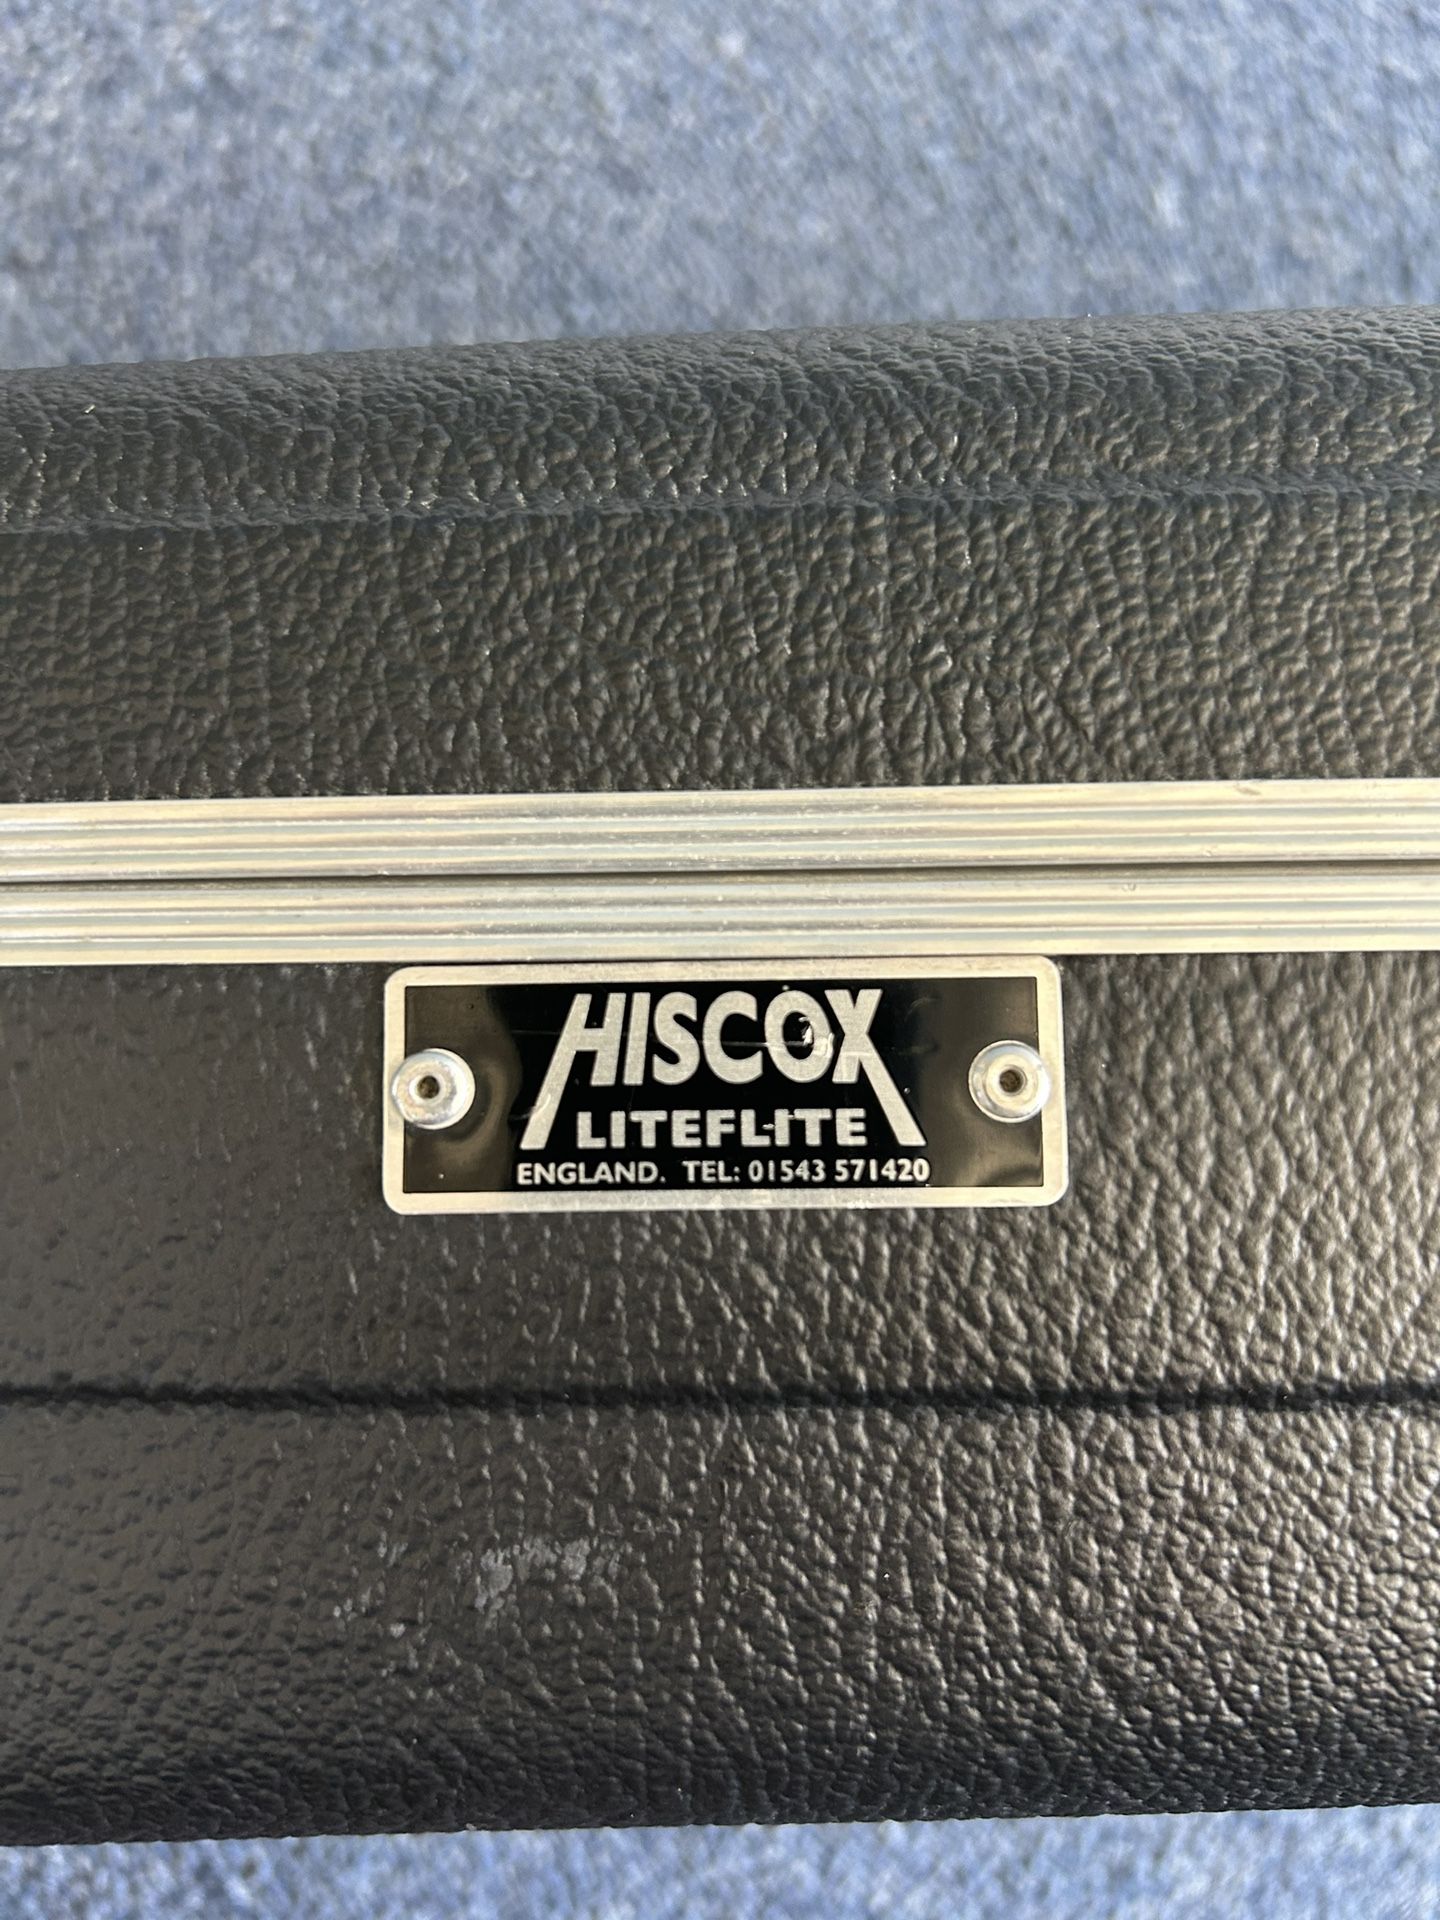 HISCOX
LITEFLITE
ENGLAND. TEL: 01543 571420